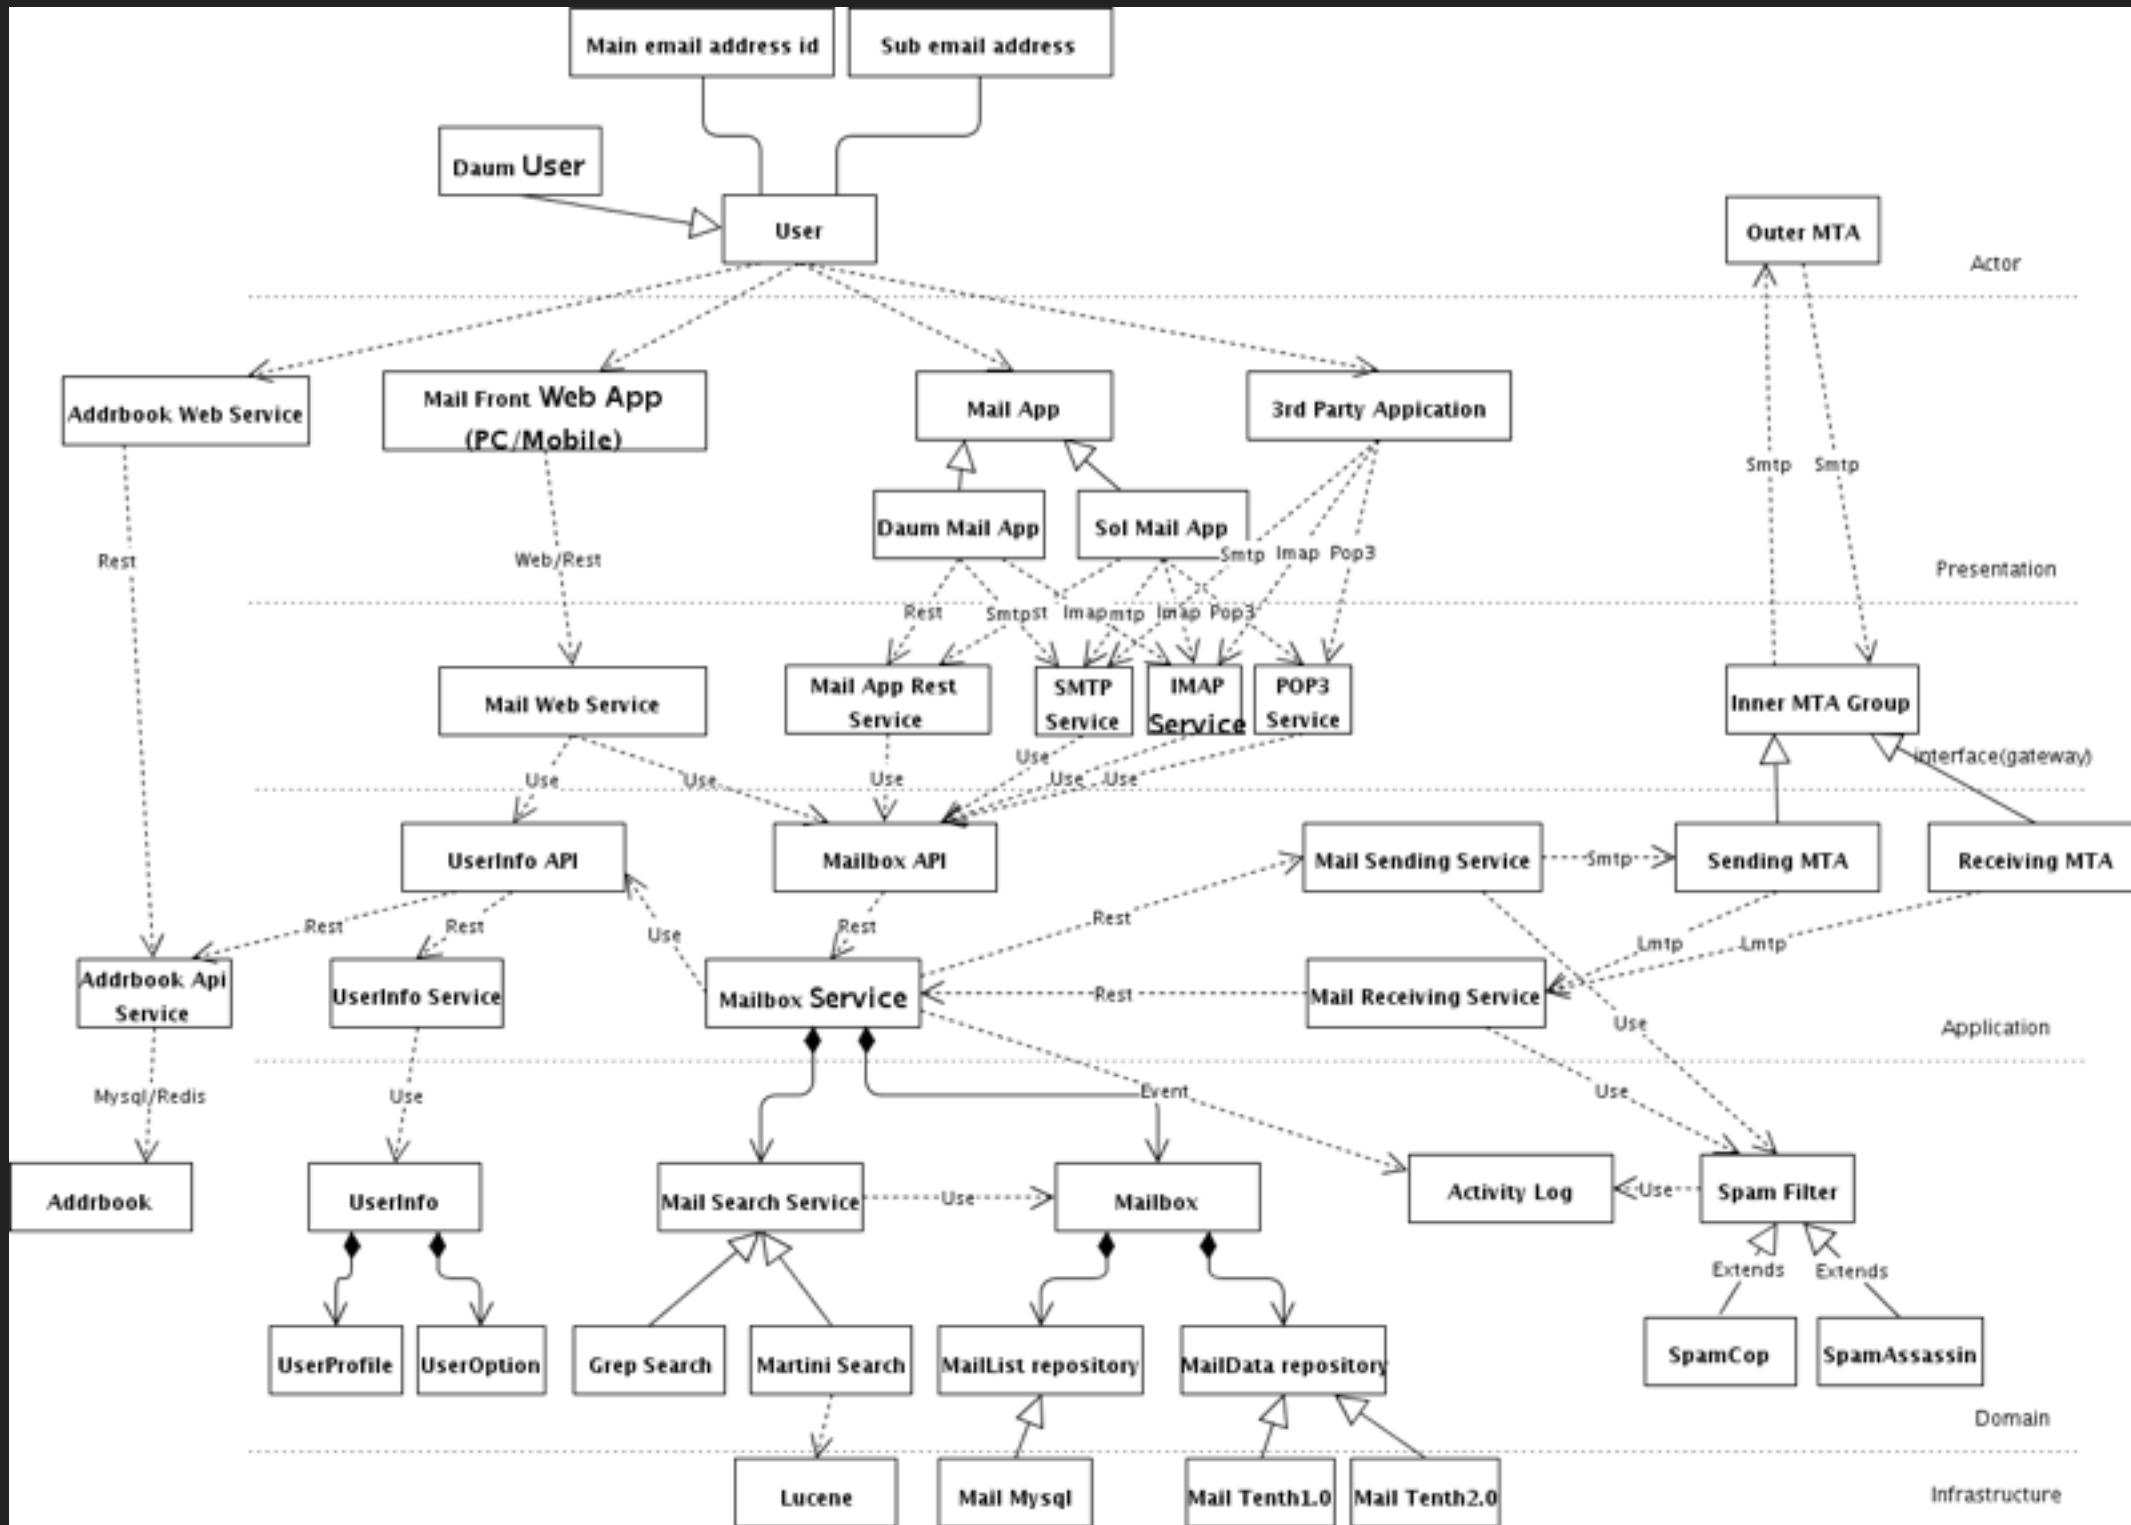 Main email address id
Sub email address
Daum User
User
Outer MTA
Actor
Addrbook Web Service
Mail Front Web App
(PC/Mobile)
Mail App
3rd Party Appication
Smtp
Smtp
Daum Mail App
Sol Mail App
Smtp
Imap
Pop3
Rest
Web/Rest
Presentation
Rest
Smtp
st
Imap
mtp
Imap
Pop3
Mail Web Service
Mail App Rest
Service
SMTP
Service
IMAP
Service
POP3
Service
Inner MTA Group
interface(gateway)
Use
Use
Use
Use
Use
Use
UserInfo API
Mailbox API
Mail Sending Service
Smtp
Sending MTA
Receiving MTA
Rest
Rest
Use
Rest
Rest
Lmtp
Lmtp
Addrbook Api
Service
UserInfo Service
Mailbox Service
Rest
Mail Receiving Service
Use
Application
Mysql/Redis
Use
Event
Use
Addrbook
UserInfo
Mail Search Service
Use
Mailbox
Activity Log
Use
Spam Filter
Extends
Extends
UserProfile
UserOption
Grep Search
Martini Search
MailList repository
MailData repository
SpamCop
SpamAssassin
Domain
Lucene
Mail Mysql
Mail Tenth1.0
Mail Tenth2.0
Infrastructure